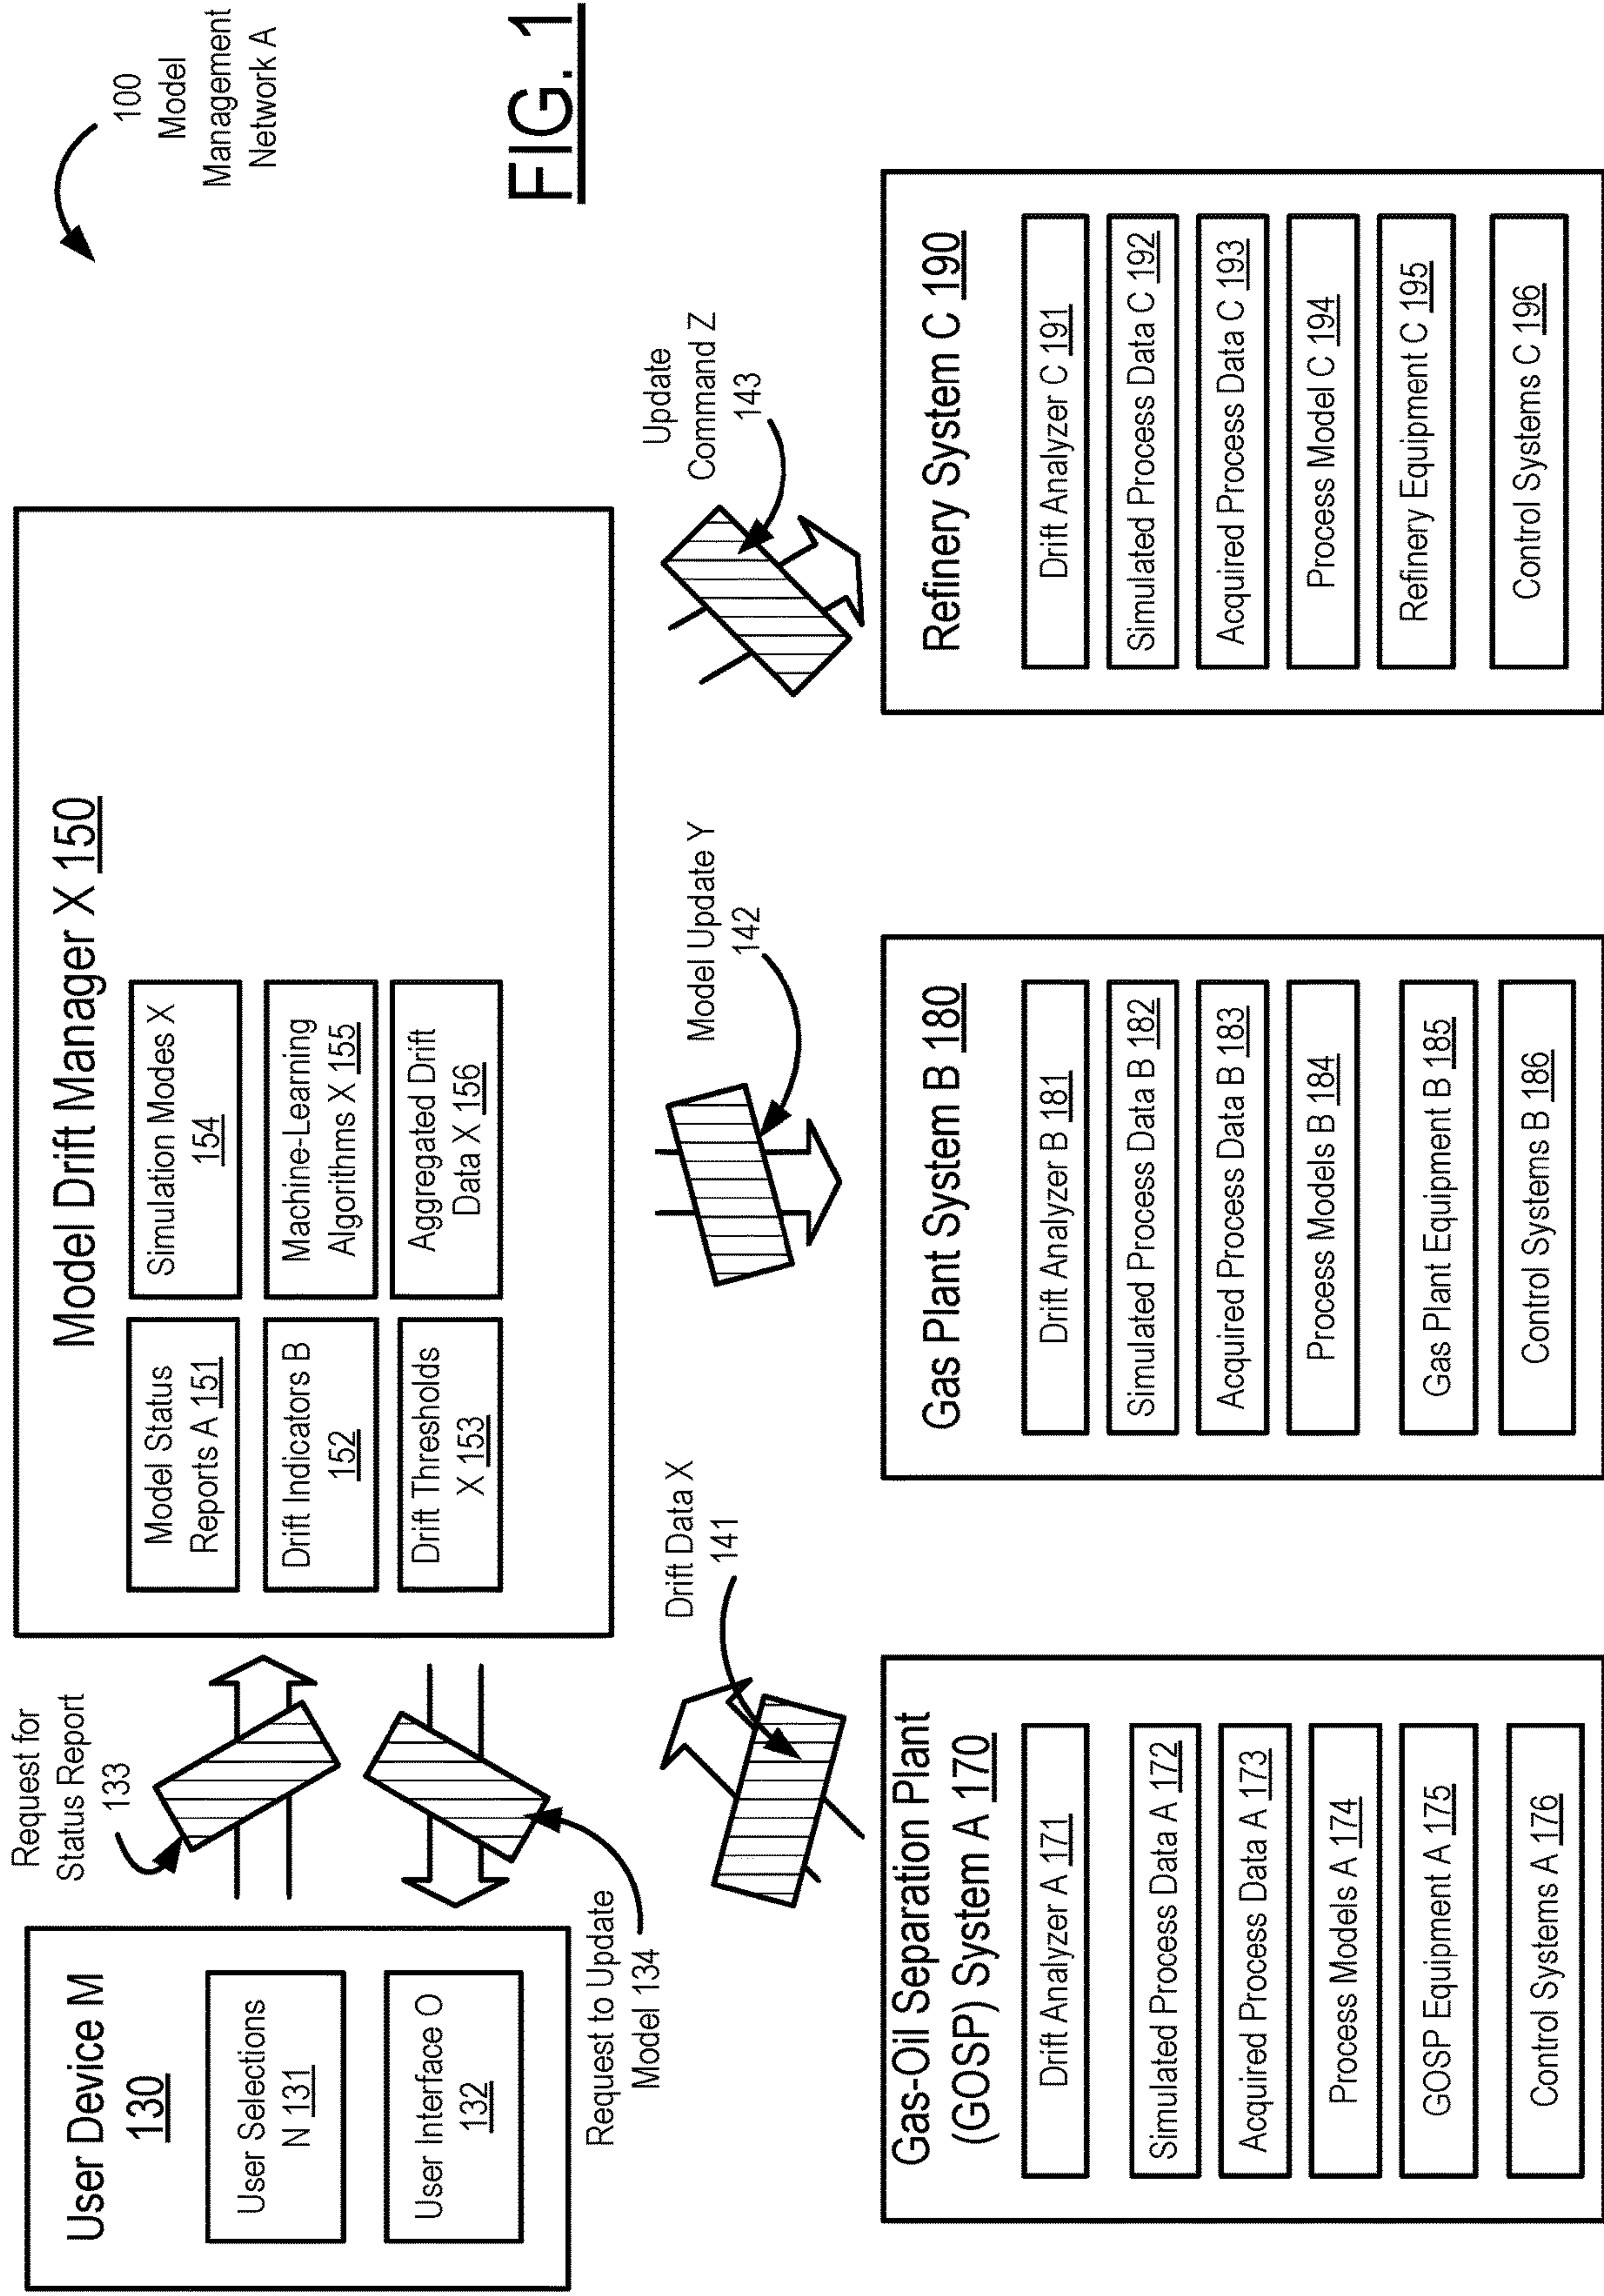 100
Model
Management
Network A
FIG. 1
User Device M
130
User Selections
N 131
User Interface O
132
Request for
Status Report
133
Request to Update
Model 134
Model Drift Manager X 150
Model Status
Reports A 151
Simulation Modes X
154
Drift Indicators B
152
Machine-Learning
Algorithms X 155
Drift Thresholds
X 153
Aggregated Drift
Data X 156
Drift Data X
141
Model Update Y
142
Update
Command Z
143
Gas-Oil Separation Plant
(GOSP) System A 170
Drift Analyzer A 171
Simulated Process Data A 172
Acquired Process Data A 173
Process Models A 174
GOSP Equipment A 175
Control Systems A 176
Gas Plant System B 180
Drift Analyzer B 181
Simulated Process Data B 182
Acquired Process Data B 183
Process Models B 184
Gas Plant Equipment B 185
Control Systems B 186
Refinery System C 190
Drift Analyzer C 191
Simulated Process Data C 192
Acquired Process Data C 193
Process Model C 194
Refinery Equipment C 195
Control Systems C 196